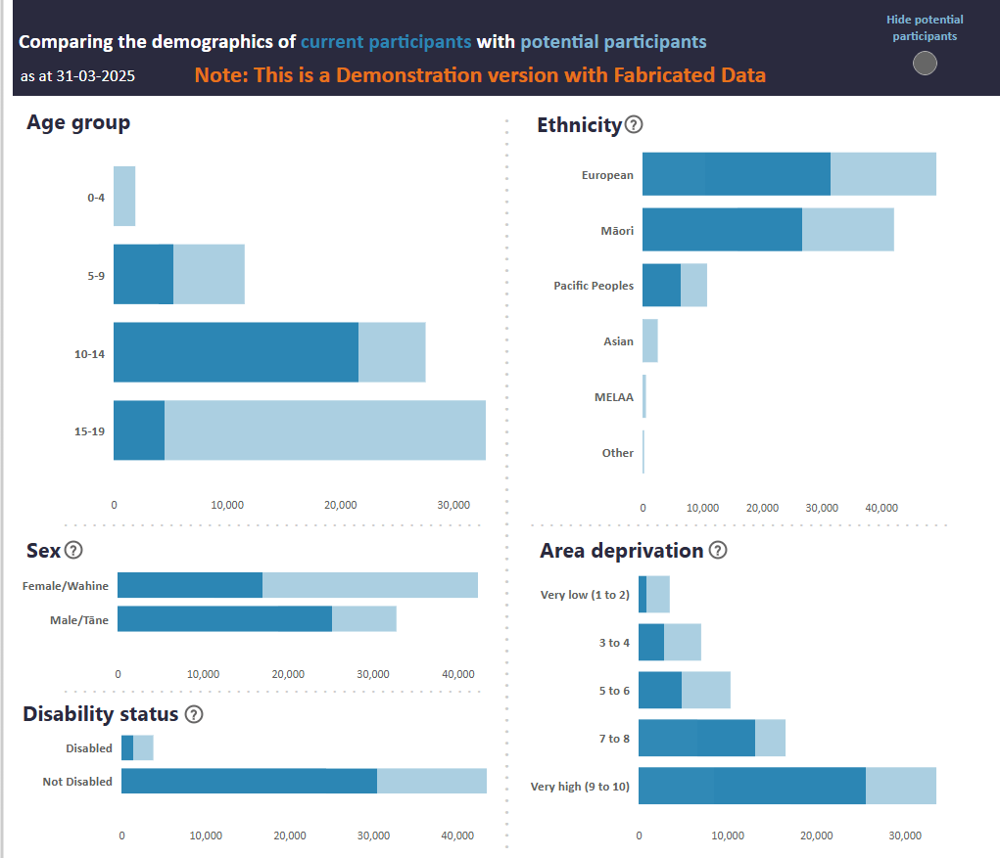 Comparing the demographics of current participants with potential participants
as at 31-03-2025
Note: This is a Demonstration version with Fabricated Data
Hide potential
participants
Age group
0-4
5-9
10-14
15-19
0 10,000 20,000 30,000
Ethnicity ?
European
Māori
Pacific Peoples
Asian
MELAA
Other
0 10,000 20,000 30,000 40,000
Sex ?
Female/Wahine
Male/Tāne
0 10,000 20,000 30,000 40,000
Disability status ?
Disabled
Not Disabled
0 10,000 20,000 30,000 40,000
Area deprivation ?
Very low (1 to 2)
3 to 4
5 to 6
7 to 8
Very high (9 to 10)
0 10,000 20,000 30,000